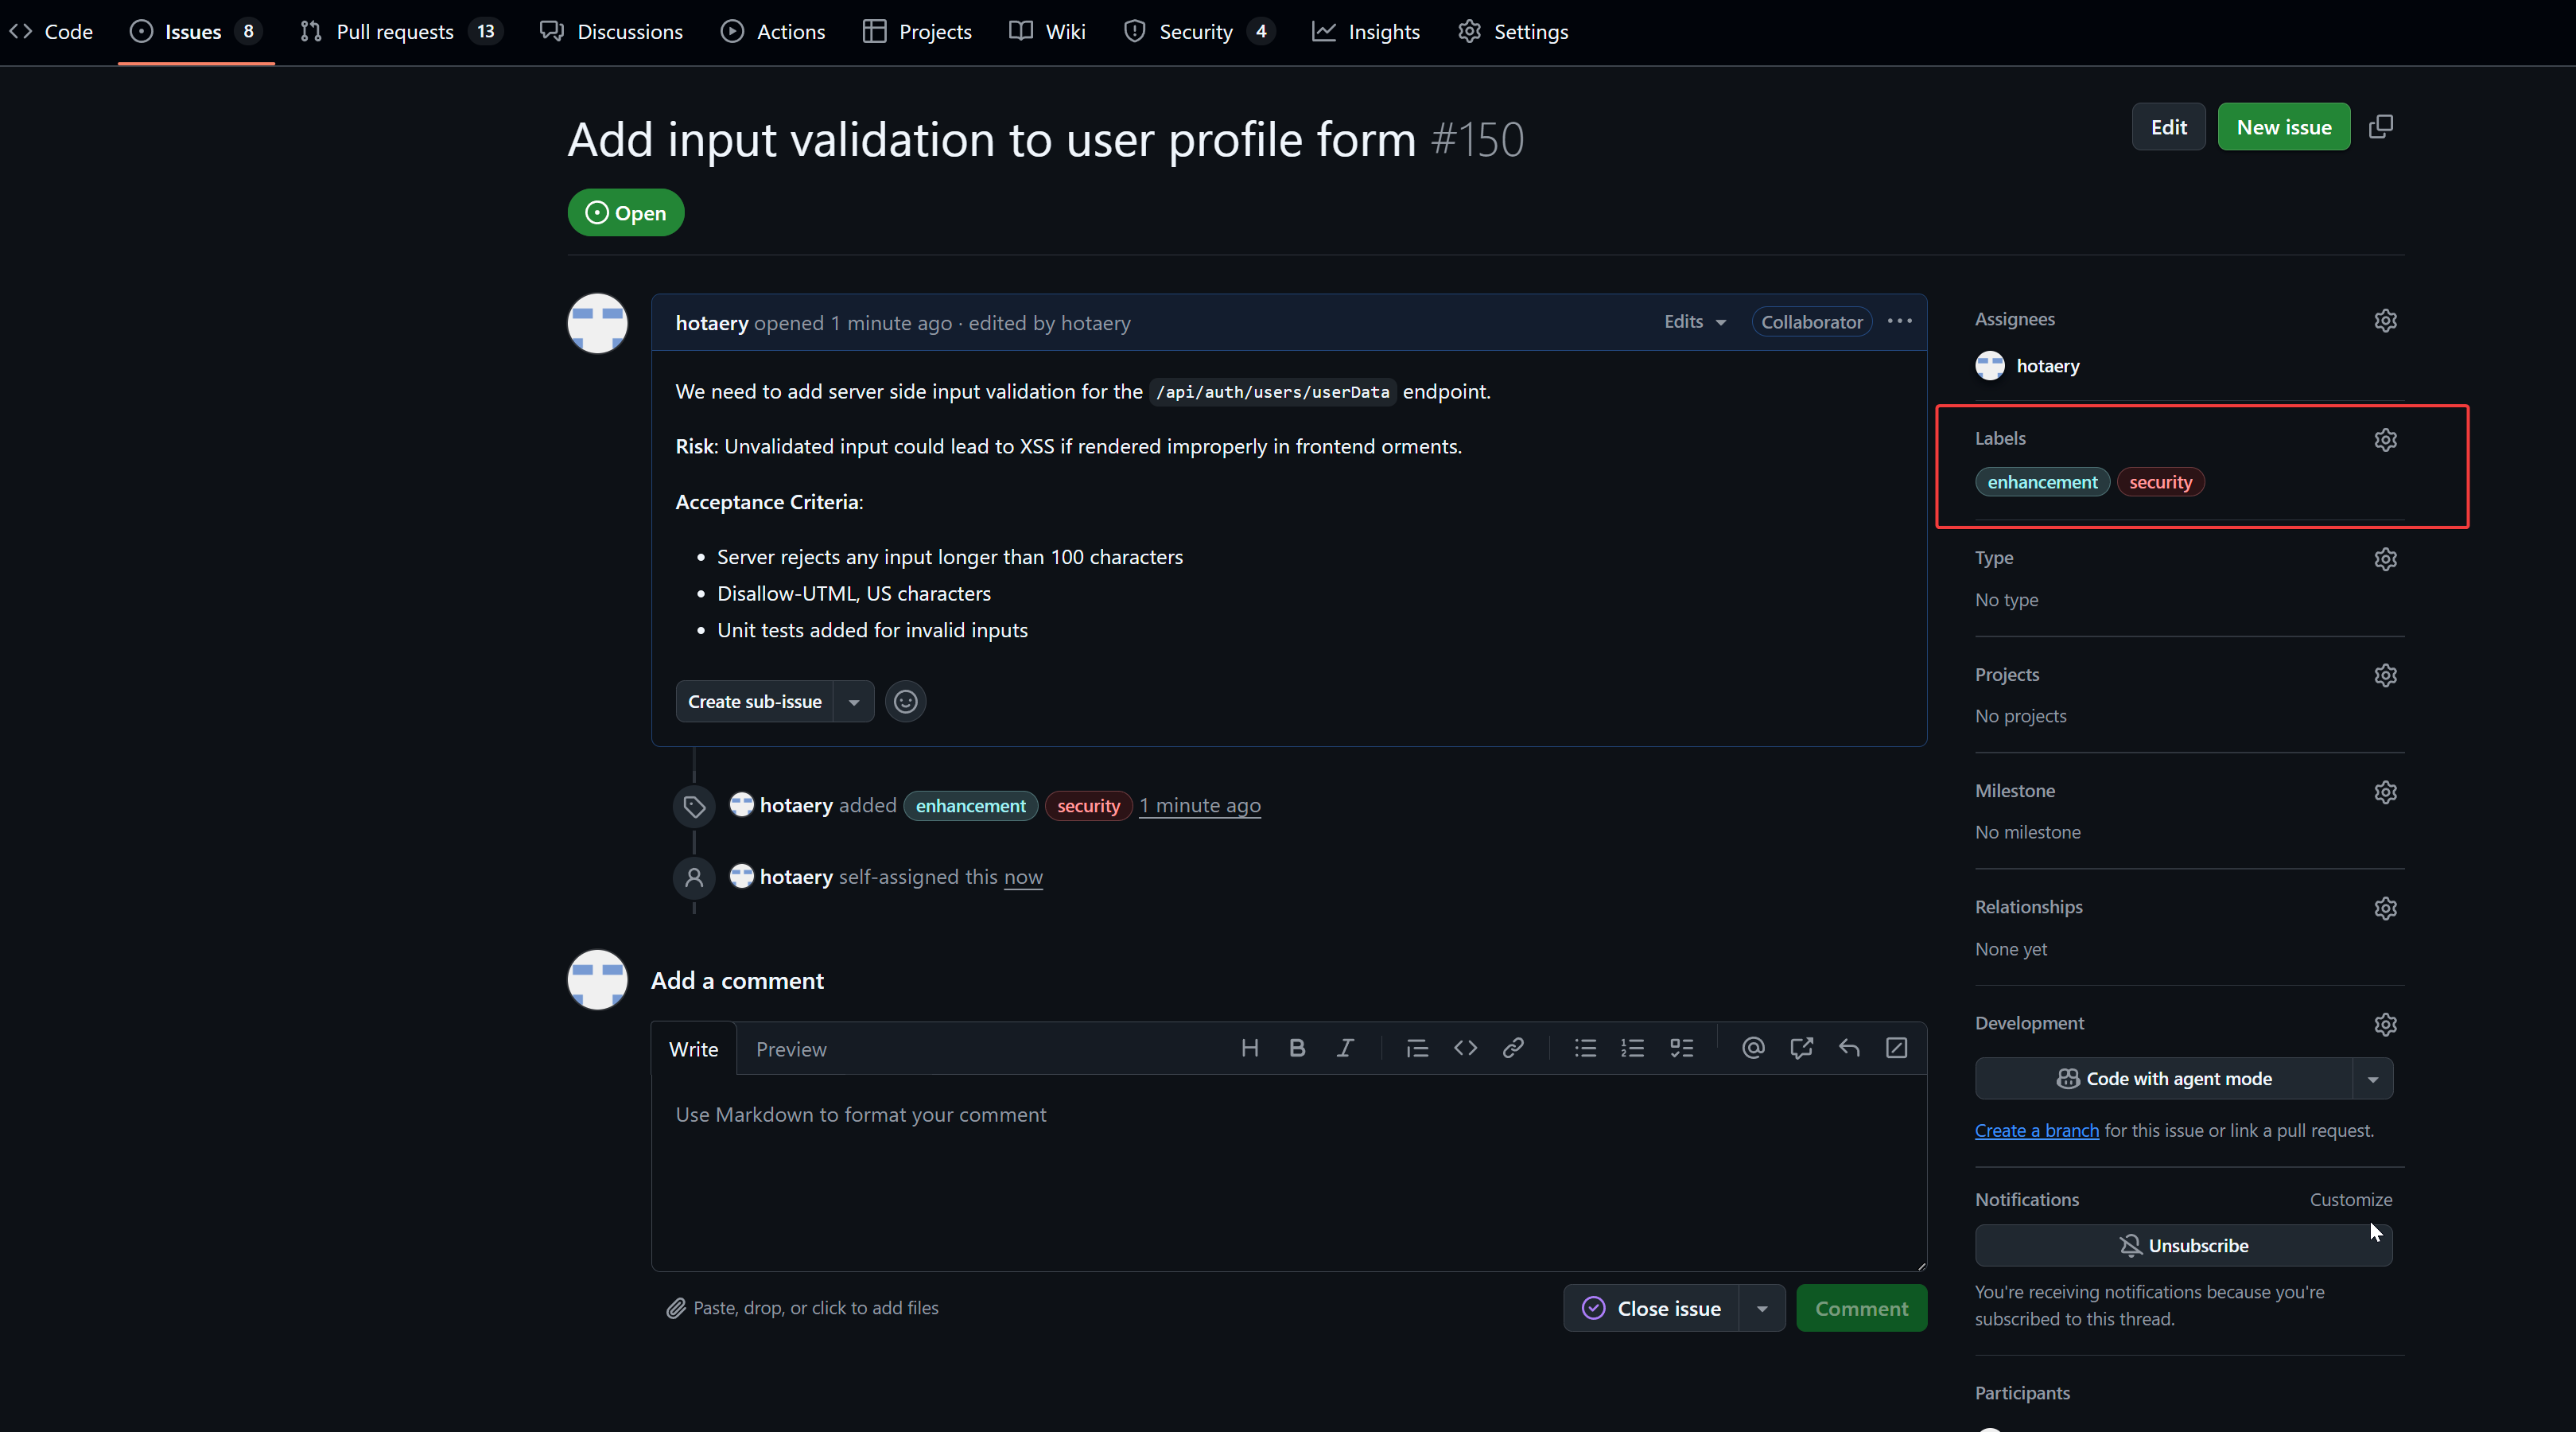 Code Issues 8 Pull requests 13 Discussions Actions Projects Wiki Security 4 Insights Settings
Add input validation to user profile form #150
Edit New issue
Open
hotaery opened 1 minute ago · edited by hotaery Edits Collaborator
We need to add server side input validation for the /api/auth/users/userData endpoint.
Risk: Unvalidated input could lead to XSS if rendered improperly in frontend orments.
Acceptance Criteria:
• Server rejects any input longer than 100 characters
• Disallow-UTML, US characters
• Unit tests added for invalid inputs
Create sub-issue
hotaery added enhancement security 1 minute ago
hotaery self-assigned this now
Add a comment
Write Preview
Use Markdown to format your comment
Paste, drop, or click to add files
Close issue Comment
Assignees
hotaery
Labels
enhancement security
Type
No type
Projects
No projects
Milestone
No milestone
Relationships
None yet
Development
Code with agent mode
Create a branch for this issue or link a pull request.
Notifications Customize
Unsubscribe
You're receiving notifications because you're
subscribed to this thread.
Participants